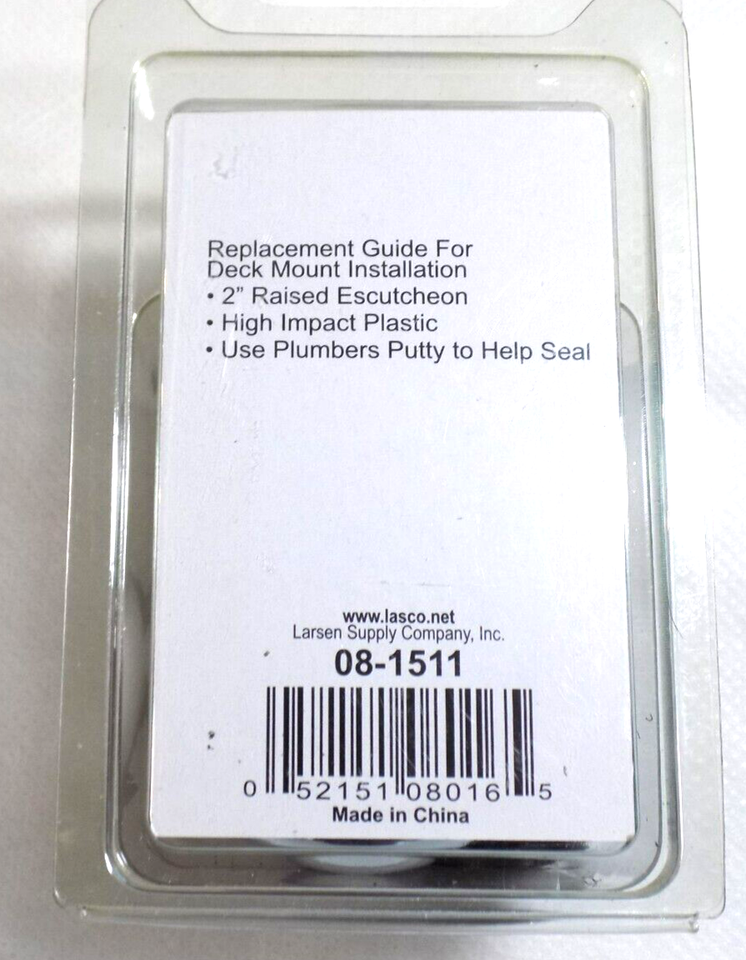 Replacement Guide For
Deck Mount Installation
• 2” Raised Escutcheon
• High Impact Plastic
• Use Plumbers Putty to Help Seal
www.lasco.net
Larsen Supply Company, Inc.
08-1511
0 52151 08016 5
Made in China